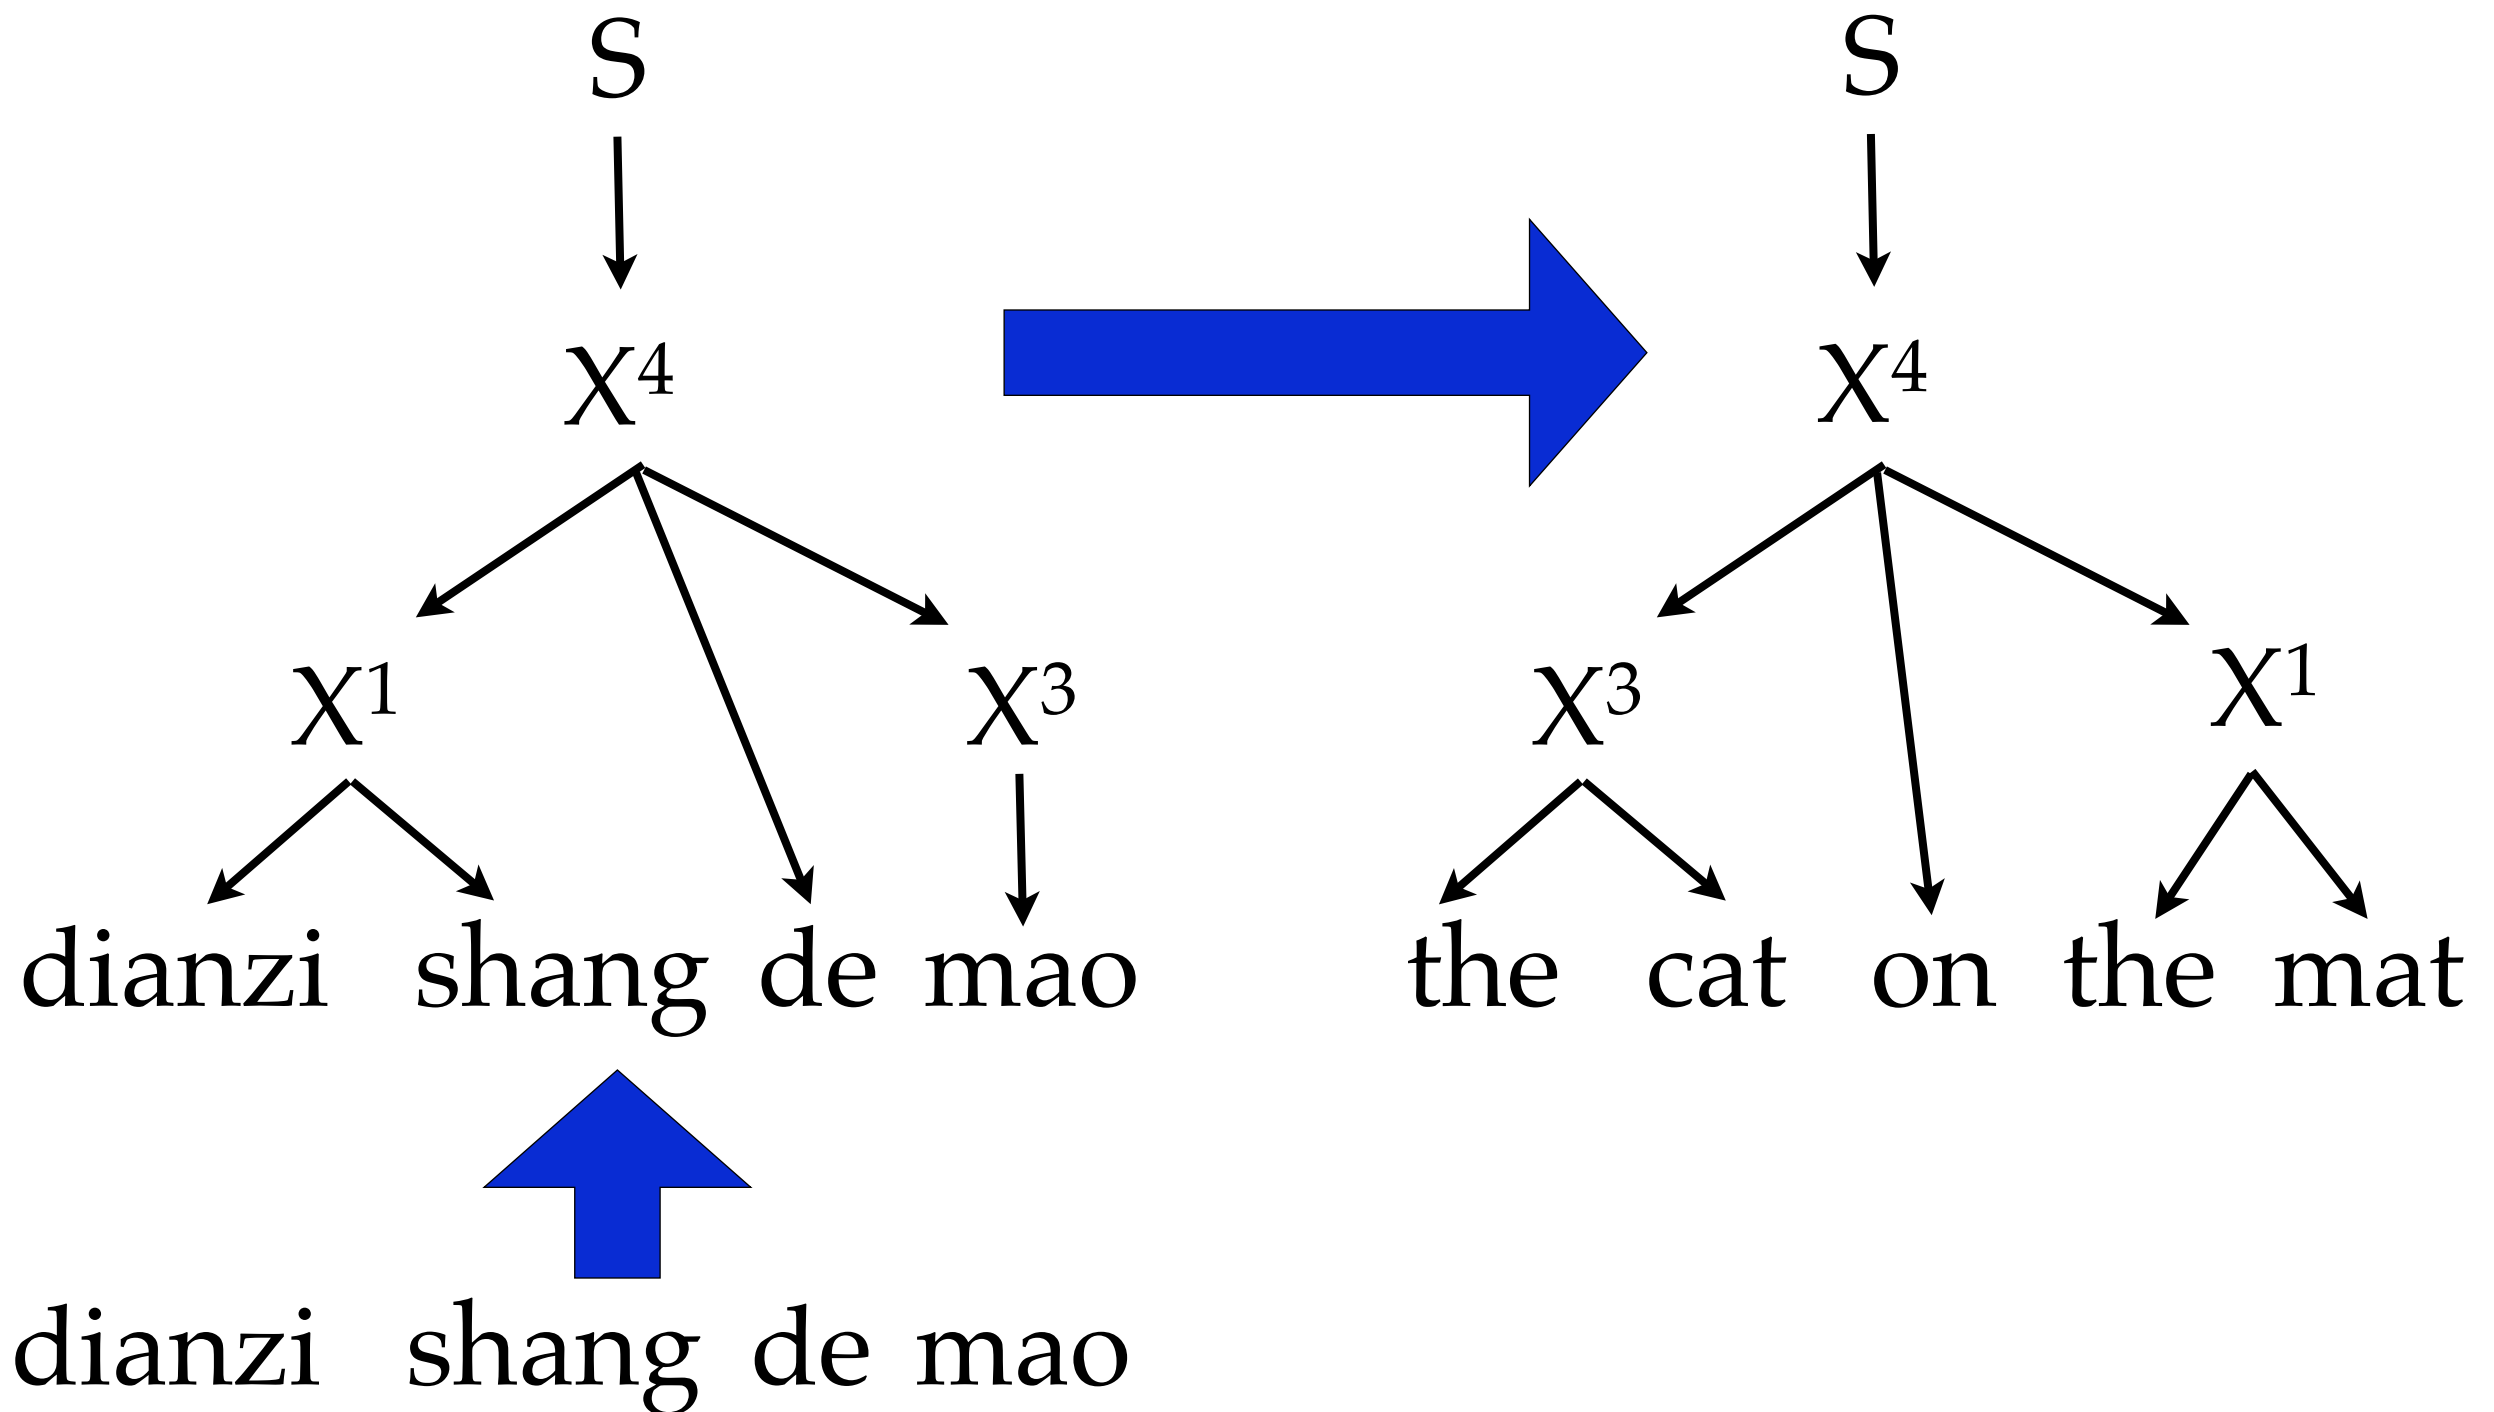 S S
X⁴ X⁴
X¹ X³ X³ X¹
dianzi shang de mao the cat on the mat
dianzi shang de mao